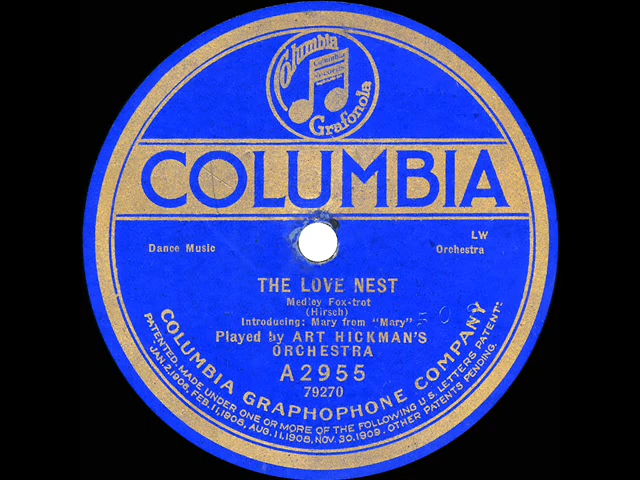 Columbia
Columbia
Records
Grafonola
COLUMBIA
Dance Music
LW
Orchestra
THE LOVE NEST
Medley Fox-trot
(Hirsch)
Introducing: Mary from "Mary"
Played by ART HICKMAN'S
ORCHESTRA
A2955
79270
COLUMBIA GRAPHOPHONE COMPANY
PATENTED, MADE UNDER ONE OR MORE OF THE FOLLOWING U.S. LETTERS PATENT:
JAN. 2, 1906, FEB. 11, 1908, AUG. 11, 1908, NOV. 30. 1909. OTHER PATENTS PENDING.